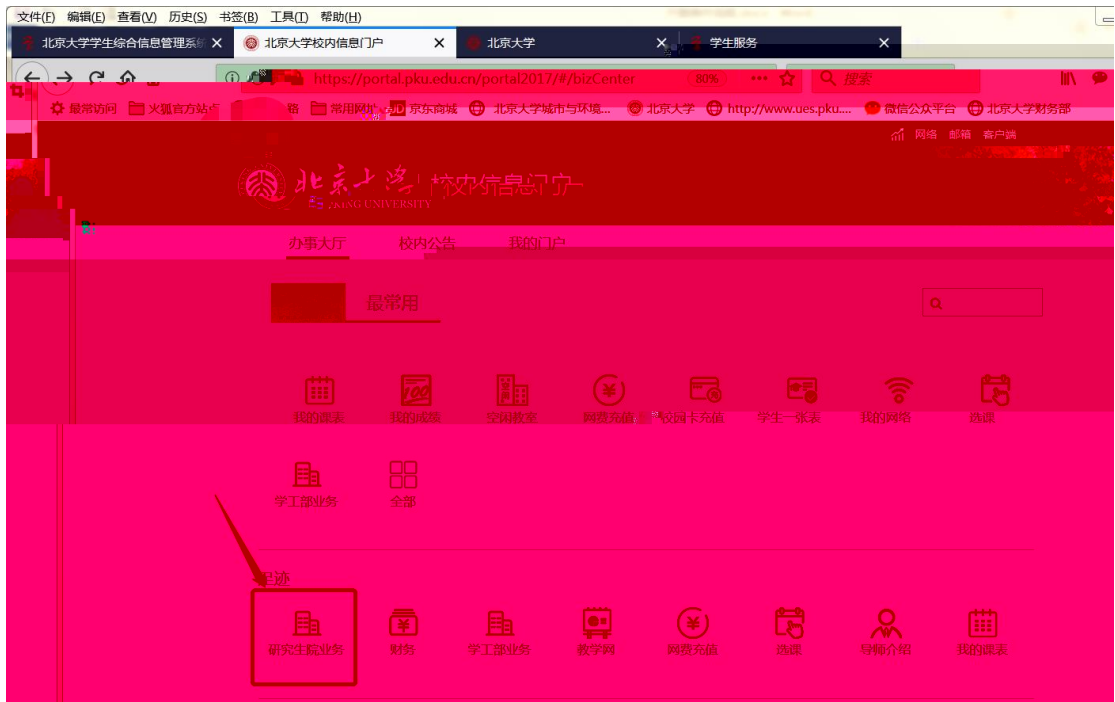 文件(F) 编辑(E) 查看(V) 历史(S) 书签(B) 工具(T) 帮助(H)
北京大学学生综合信息管理系统 北京大学校内信息门户 北京大学 学生服务
https://portal.pku.edu.cn/portal2017/#/bizCenter 80% 搜索
最常访问 火狐官方站点 常用网址 JD 京东商城 北京大学城市与环境... 北京大学 http://www.ues.pku.... 微信公众平台 北京大学财务部
网络 邮箱 客户端
北京大学 校内信息门户
PEKING UNIVERSITY
办事大厅 校内公告 我的门户
最常用
100
我的课表 我的成绩 空闲教室 网费充值 校园卡充值 学生一张表 我的网络 选课
学工部业务 全部
足迹
研究生院业务 财务 学工部业务 教学网 网费充值 选课 导师介绍 我的课表